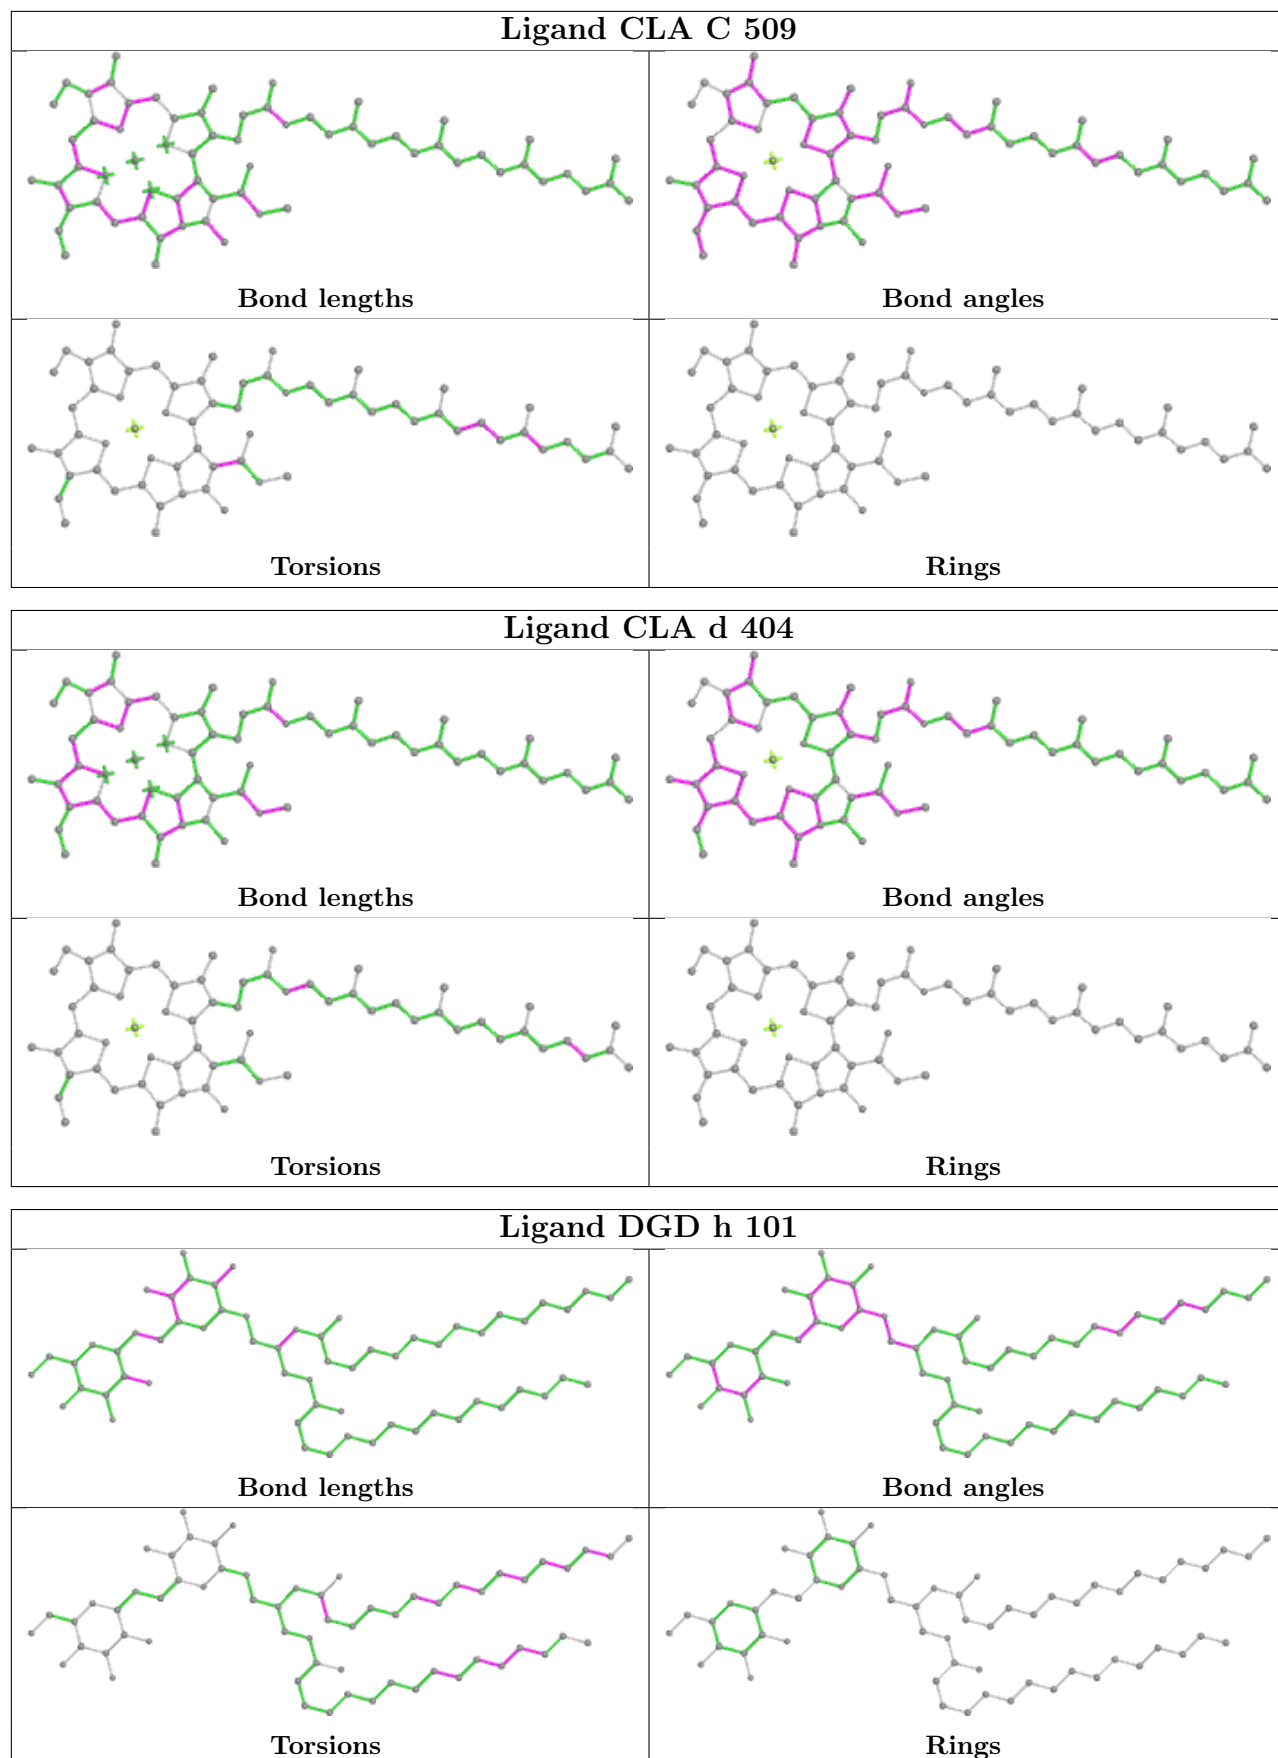 Ligand CLA C 509
Bond lengths
Bond angles
Torsions
Rings
Ligand CLA d 404
Bond lengths
Bond angles
Torsions
Rings
Ligand DGD h 101
Bond lengths
Bond angles
Torsions
Rings